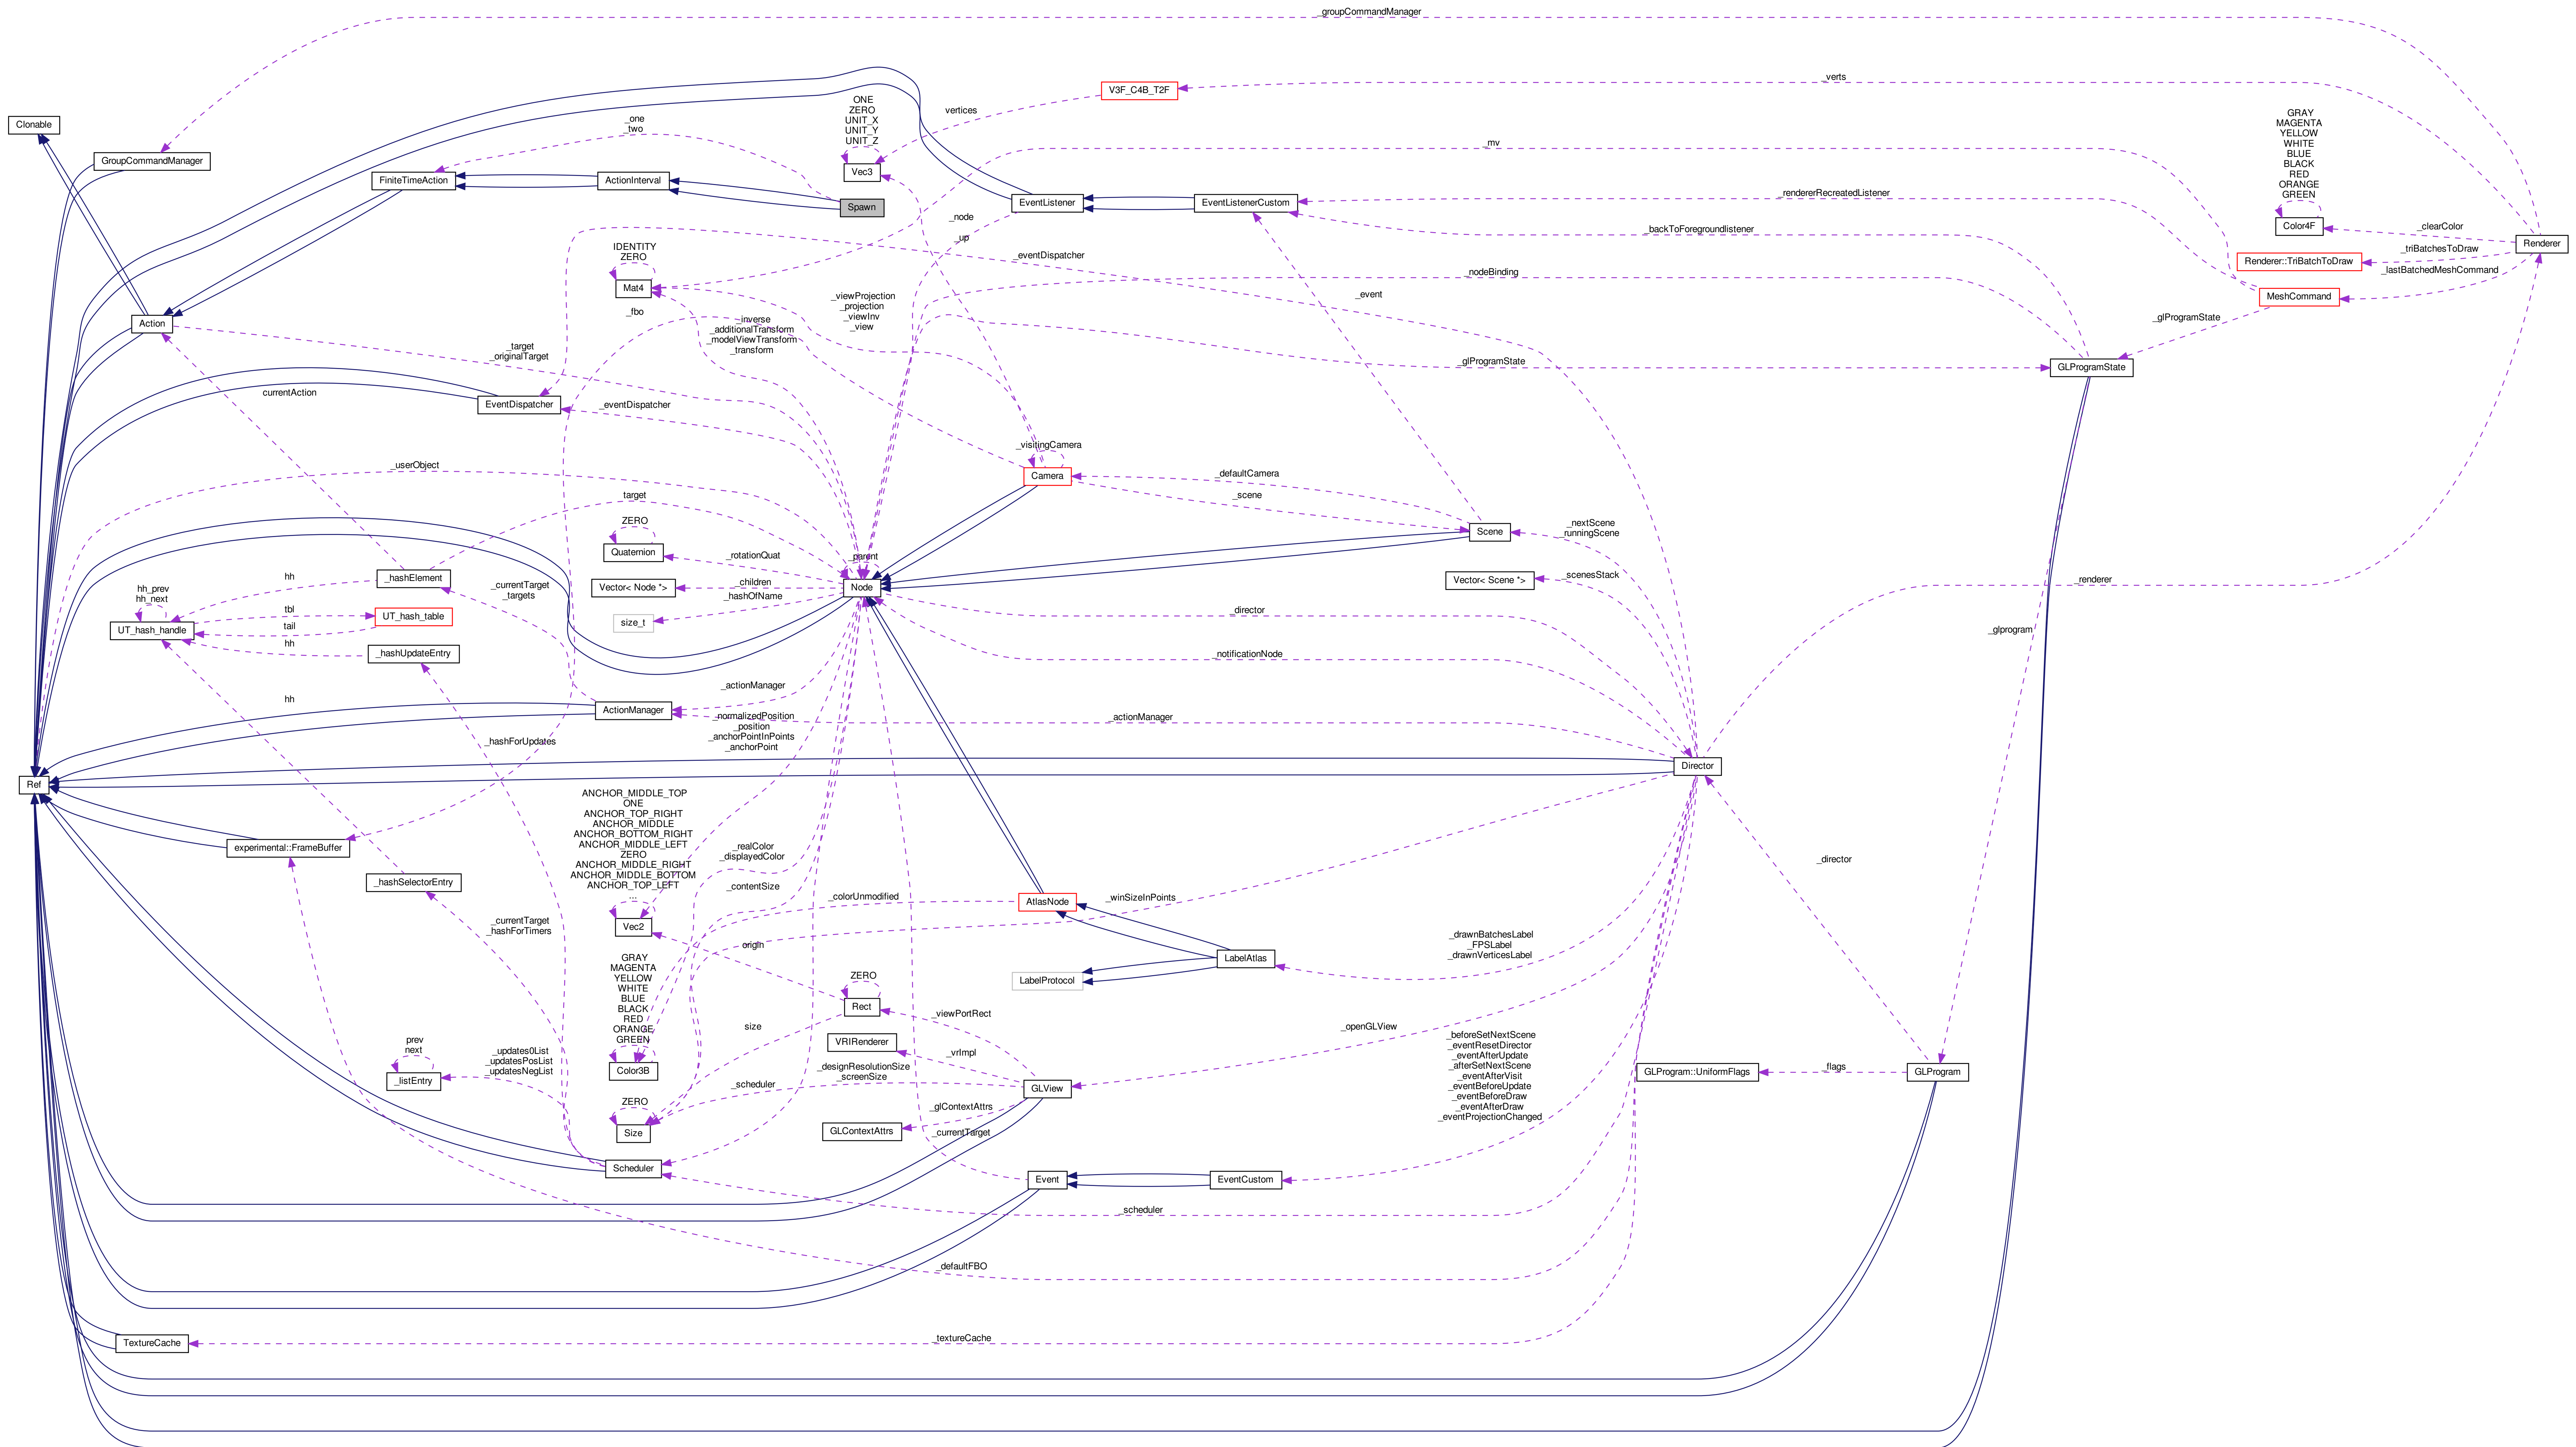 _groupCommandManager
_verts
V3F_C4B_T2F
ONE
ZERO
UNIT_X
UNIT_Y
UNIT_Z
vertices
GRAY
MAGENTA
YELLOW
WHITE
BLUE
BLACK
RED
ORANGE
GREEN
Clonable
_one
_two
_mv
GroupCommandManager
Vec3
FiniteTimeAction
ActionInterval
_rendererRecreatedListener
Spawn
EventListener
EventListenerCustom
_node
Color4F
_clearColor
_backToForegroundlistener
_up
Renderer
IDENTITY
ZERO
_eventDispatcher
_triBatchesToDraw
Renderer::TriBatchToDraw
_nodeBinding
_lastBatchedMeshCommand
Mat4
_event
_viewProjection
_projection
_viewInv
_view
MeshCommand
_fbo
_inverse
_additionalTransform
_modelViewTransform
_transform
_glProgramState
Action
_target
_originalTarget
_glProgramState
GLProgramState
currentAction
EventDispatcher
_eventDispatcher
_visitingCamera
_userObject
_defaultCamera
Camera
target
_scene
ZERO
_nextScene
_runningScene
Scene
Quaternion
_rotationQuat
_parent
hh
_hashElement
_currentTarget
_targets
Vector< Node *>
_children
_hashOfName
Node
Vector< Scene *>
_scenesStack
_renderer
hh_prev
hh_next
tbl
UT_hash_table
_director
size_t
UT_hash_handle
tail
_glprogram
hh
_hashUpdateEntry
_notificationNode
_actionManager
hh
ActionManager
_normalizedPosition
_position
_anchorPointInPoints
_anchorPoint
_actionManager
_hashForUpdates
Director
Ref
ANCHOR_MIDDLE_TOP
ONE
ANCHOR_TOP_RIGHT
ANCHOR_MIDDLE
ANCHOR_BOTTOM_RIGHT
ANCHOR_MIDDLE_LEFT
ZERO
ANCHOR_MIDDLE_RIGHT
ANCHOR_MIDDLE_BOTTOM
ANCHOR_TOP_LEFT
...
experimental::FrameBuffer
_realColor
_displayedColor
_director
_hashSelectorEntry
_contentSize
_colorUnmodified
AtlasNode
_winSizeInPoints
_currentTarget
_hashForTimers
Vec2
origin
_drawnBatchesLabel
_FPSLabel
_drawnVerticesLabel
LabelAtlas
GRAY
MAGENTA
YELLOW
WHITE
BLUE
BLACK
RED
ORANGE
GREEN
ZERO
LabelProtocol
Rect
_viewPortRect
size
_openGLView
VRIRenderer
_vrImpl
prev
next
_updates0List
_updatesPosList
_updatesNegList
_beforeSetNextScene
_eventResetDirector
_eventAfterUpdate
_afterSetNextScene
_eventAfterVisit
_eventBeforeUpdate
_eventBeforeDraw
_eventAfterDraw
_eventProjectionChanged
Color3B
_designResolutionSize
_screenSize
GLProgram::UniformFlags
_flags
GLProgram
_listEntry
_scheduler
GLView
ZERO
_glContextAttrs
Size
GLContextAttrs
_currentTarget
Scheduler
Event
EventCustom
_scheduler
_defaultFBO
TextureCache
_textureCache